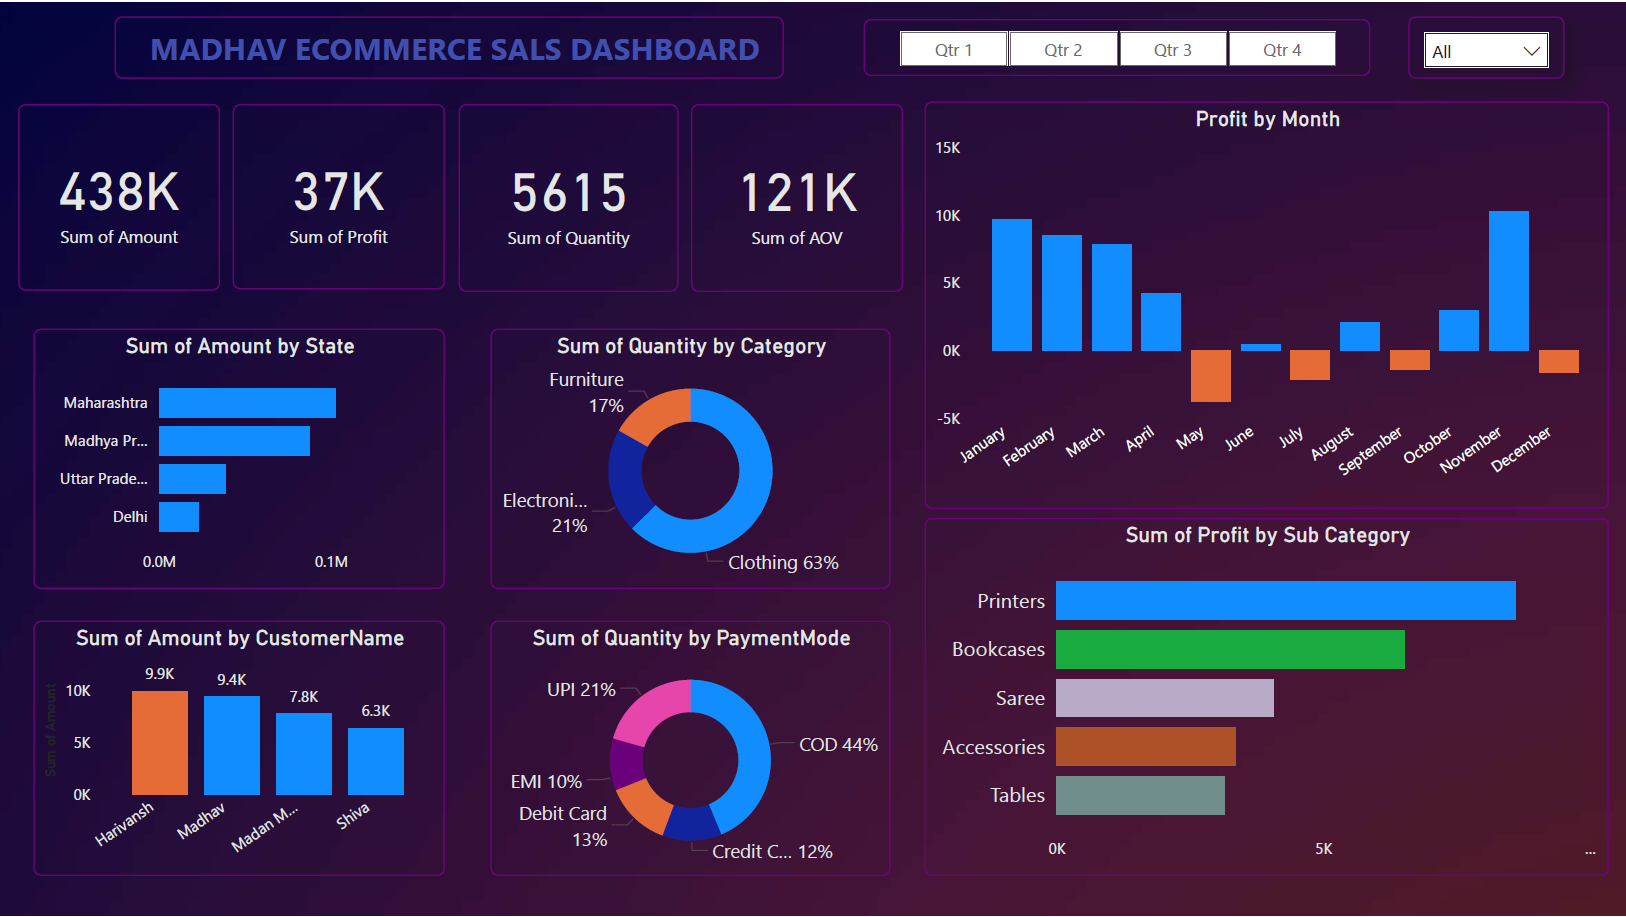 MADHAV ECOMMERCE SALS DASHBOARD
Qtr 1
Qtr 2
Qtr 3
Qtr 4
All
438K
Sum of Amount
37K
Sum of Profit
5615
Sum of Quantity
121K
Sum of AOV
Profit by Month
15K
10K
5K
0K
-5K
January
February
March
April
May
June
July
August
September
October
November
December
Sum of Amount by State
Maharashtra
Madhya Pr...
Uttar Prade...
Delhi
0.0M
0.1M
Sum of Quantity by Category
Furniture
17%
Electroni...
21%
Clothing 63%
Sum of Profit by Sub Category
Printers
Bookcases
Saree
Accessories
Tables
0K
5K
...
Sum of Amount by CustomerName
Sum of Amount
10K
5K
0K
9.9K
9.4K
7.8K
6.3K
Harivansh
Madhav
Madan M...
Shiva
Sum of Quantity by PaymentMode
UPI 21%
COD 44%
EMI 10%
Debit Card
13%
Credit C... 12%